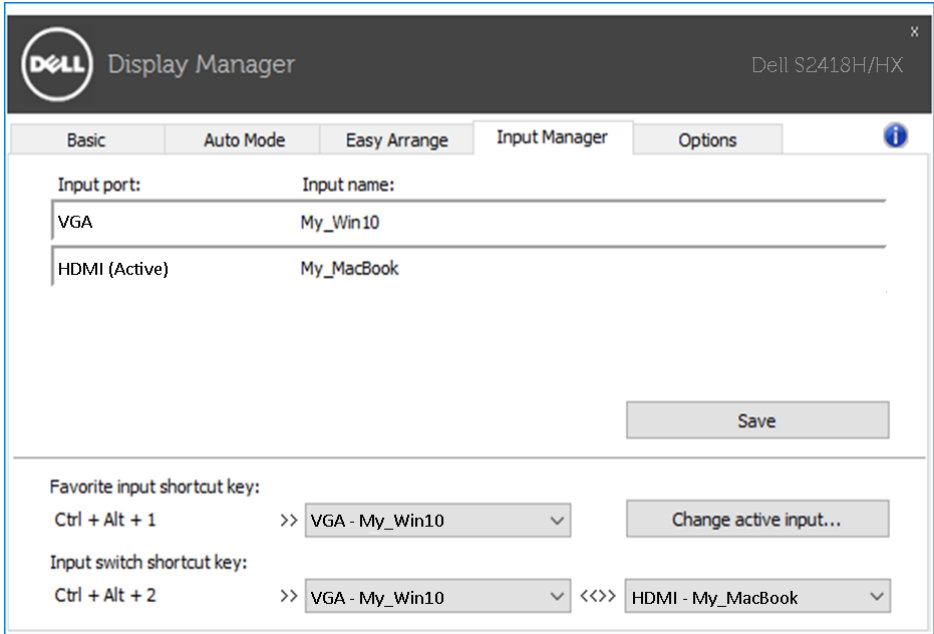 x
DELL Display Manager Dell S2418H/HX
Basic Auto Mode Easy Arrange Input Manager Options i
Input port: Input name:
VGA My_Win10
HDMI (Active) My_MacBook
Save
Favorite input shortcut key:
Ctrl + Alt + 1 >> VGA - My_Win10 Change active input...
Input switch shortcut key:
Ctrl + Alt + 2 >> VGA - My_Win10 <<>> HDMI - My_MacBook